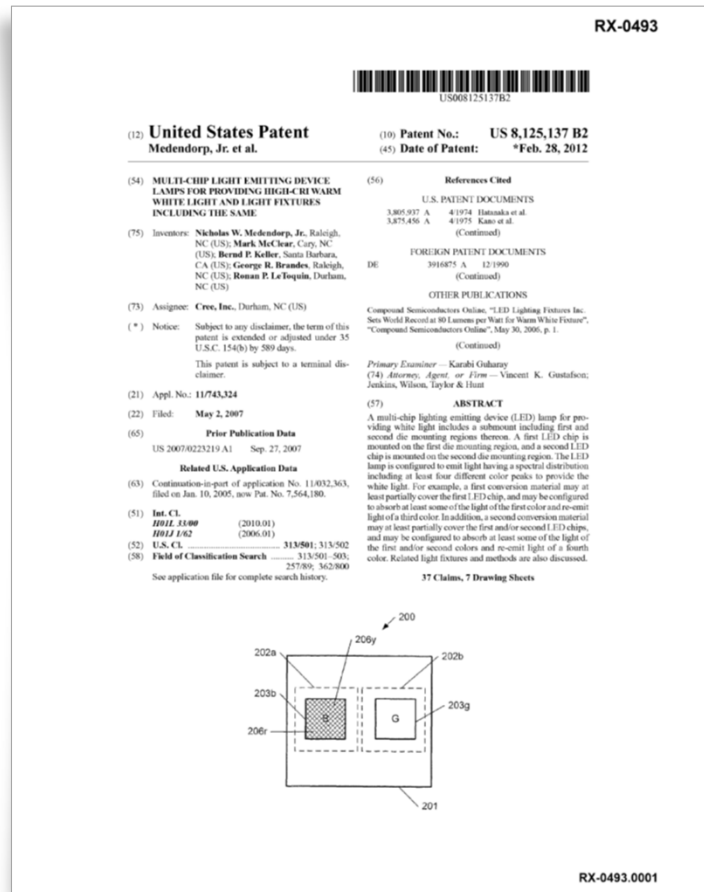 RX-0493
US008125137B2
(12) United States Patent
Medendorp, Jr. et al.
(10) Patent No.: US 8,125,137 B2
(45) Date of Patent: *Feb. 28, 2012
(54) MULTI-CHIP LIGHT EMITTING DEVICE
LAMPS FOR PROVIDING HIGH-CRI WARM
WHITE LIGHT AND LIGHT FIXTURES
INCLUDING THE SAME
(75) Inventors: Nicholas W. Medendorp, Jr., Raleigh,
NC (US); Mark McClear, Cary, NC
(US); Bernd P. Keller, Santa Barbara,
CA (US); George R. Brandes, Raleigh,
NC (US); Ronan P. LeToquin, Durham,
NC (US)
(73) Assignee: Cree, Inc., Durham, NC (US)
( * ) Notice: Subject to any disclaimer, the term of this
patent is extended or adjusted under 35
U.S.C. 154(b) by 589 days.
This patent is subject to a terminal dis-
claimer.
(21) Appl. No.: 11/743,324
(22) Filed: May 2, 2007
(65) Prior Publication Data
US 2007/0223219 A1 Sep. 27, 2007
Related U.S. Application Data
(63) Continuation-in-part of application No. 11/032,363,
filed on Jan. 10, 2005, now Pat. No. 7,564,180.
(51) Int. Cl.
H01L 33/00 (2010.01)
H01J 1/62 (2006.01)
(52) U.S. Cl. ........................ 313/501; 313/502
(58) Field of Classification Search ......... 313/501-503;
257/89; 362/800
See application file for complete search history.
(56) References Cited
U.S. PATENT DOCUMENTS
3,805,937 A 4/1974 Hatanaka et al.
3,875,456 A 4/1975 Kano et al.
(Continued)
FOREIGN PATENT DOCUMENTS
DE 3916875 A 12/1990
(Continued)
OTHER PUBLICATIONS
Compound Semiconductors Online, "LED Lighting Fixtures Inc.
Sets World Record at 80 Lumens per Watt for Warm White Fixture",
"Compound Semiconductors Online", May 30, 2006, p. 1.
(Continued)
Primary Examiner — Karabi Guharay
(74) Attorney, Agent, or Firm — Vincent K. Gustafson;
Jenkins, Wilson, Taylor & Hunt
(57) ABSTRACT
A multi-chip lighting emitting device (LED) lamp for pro-
viding white light includes a submount including first and
second die mounting regions thereon. A first LED chip is
mounted on the first die mounting region, and a second LED
chip is mounted on the second die mounting region. The LED
lamp is configured to emit light having a spectral distribution
including at least four different color peaks to provide the
white light. For example, a first conversion material may at
least partially cover the first LED chip, and may be configured
to absorb at least some of the light of the first color and re-emit
light of a third color. In addition, a second conversion material
may at least partially cover the first and/or second LED chips,
and may be configured to absorb at least some of the light of
the first and/or second colors and re-emit light of a fourth
color. Related light fixtures and methods are also discussed.
37 Claims, 7 Drawing Sheets
200
206y
202a
202b
203b
B
G
203g
206r
201
RX-0493.0001